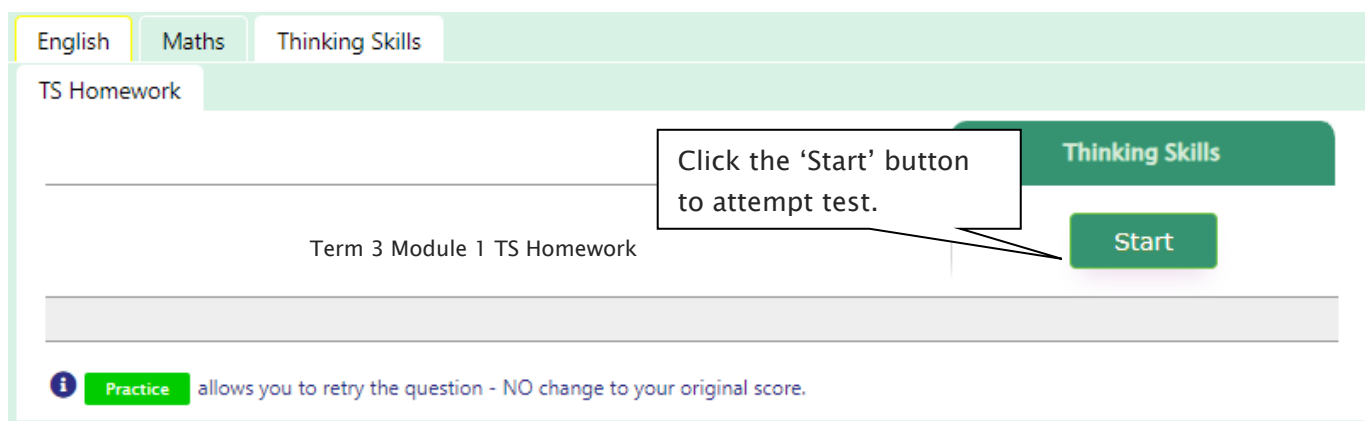 English Maths Thinking Skills
TS Homework
Thinking Skills
Click the ‘Start’ button
to attempt test.
Term 3 Module 1 TS Homework
Start
Practice allows you to retry the question - NO change to your original score.